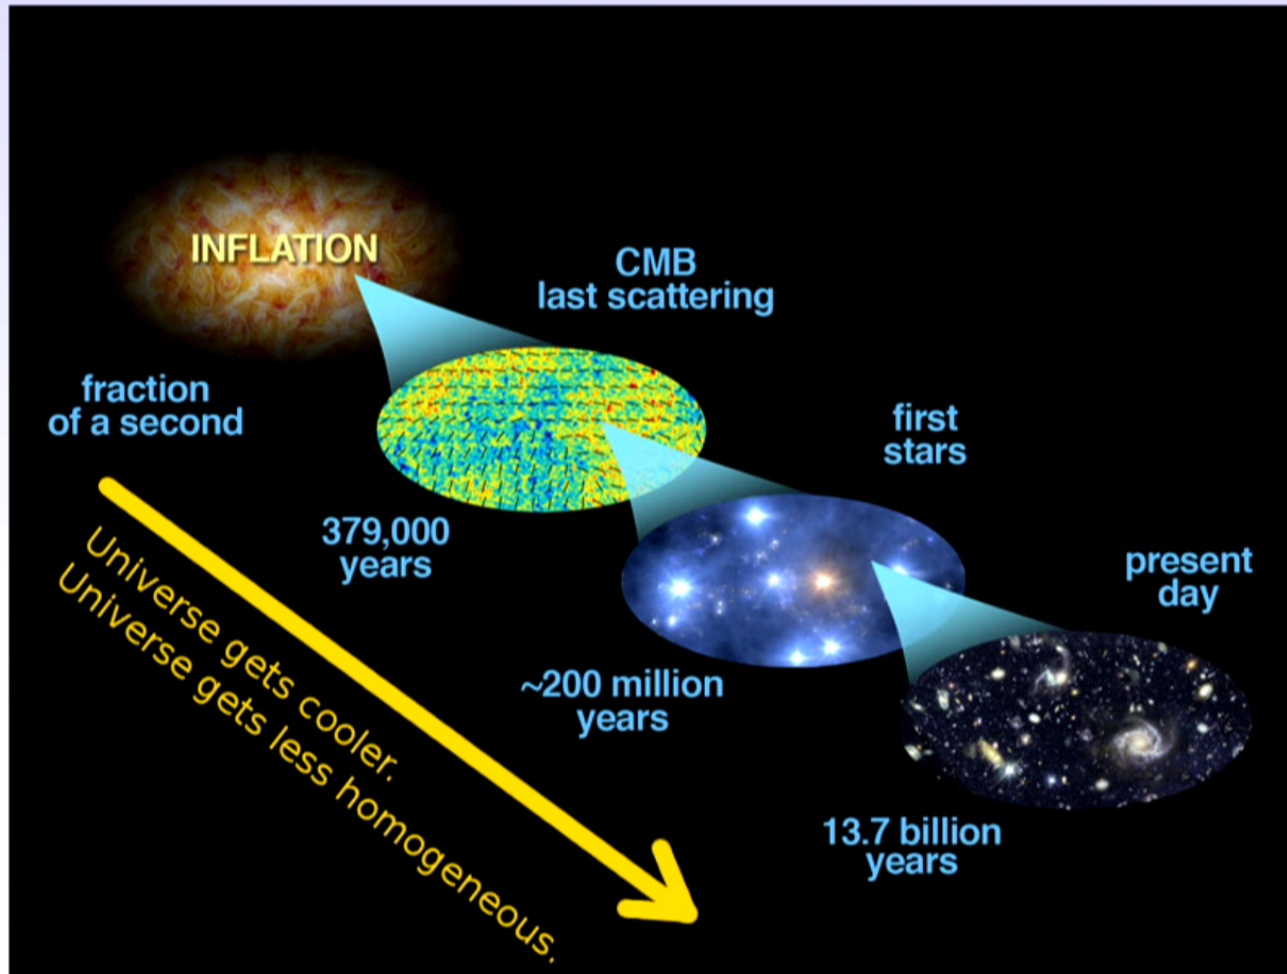 INFLATION
fraction
of a second
CMB
last scattering
379,000
years
first
stars
~200 million
years
present
day
13.7 billion
years
Universe gets cooler.
Universe gets less homogeneous.